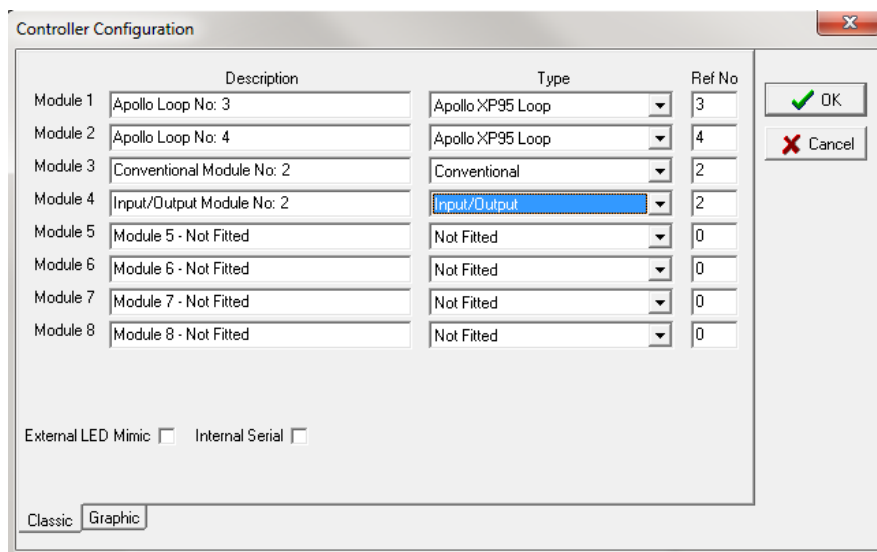 Controller Configuration
Description Type Ref No
Module 1 Apollo Loop No: 3 Apollo XP95 Loop 3
Module 2 Apollo Loop No: 4 Apollo XP95 Loop 4
Module 3 Conventional Module No: 2 Conventional 2
Module 4 Input/Output Module No: 2 Input/Output 2
Module 5 Module 5 - Not Fitted Not Fitted 0
Module 6 Module 6 - Not Fitted Not Fitted 0
Module 7 Module 7 - Not Fitted Not Fitted 0
Module 8 Module 8 - Not Fitted Not Fitted 0
OK
Cancel
External LED Mimic Internal Serial
Classic Graphic